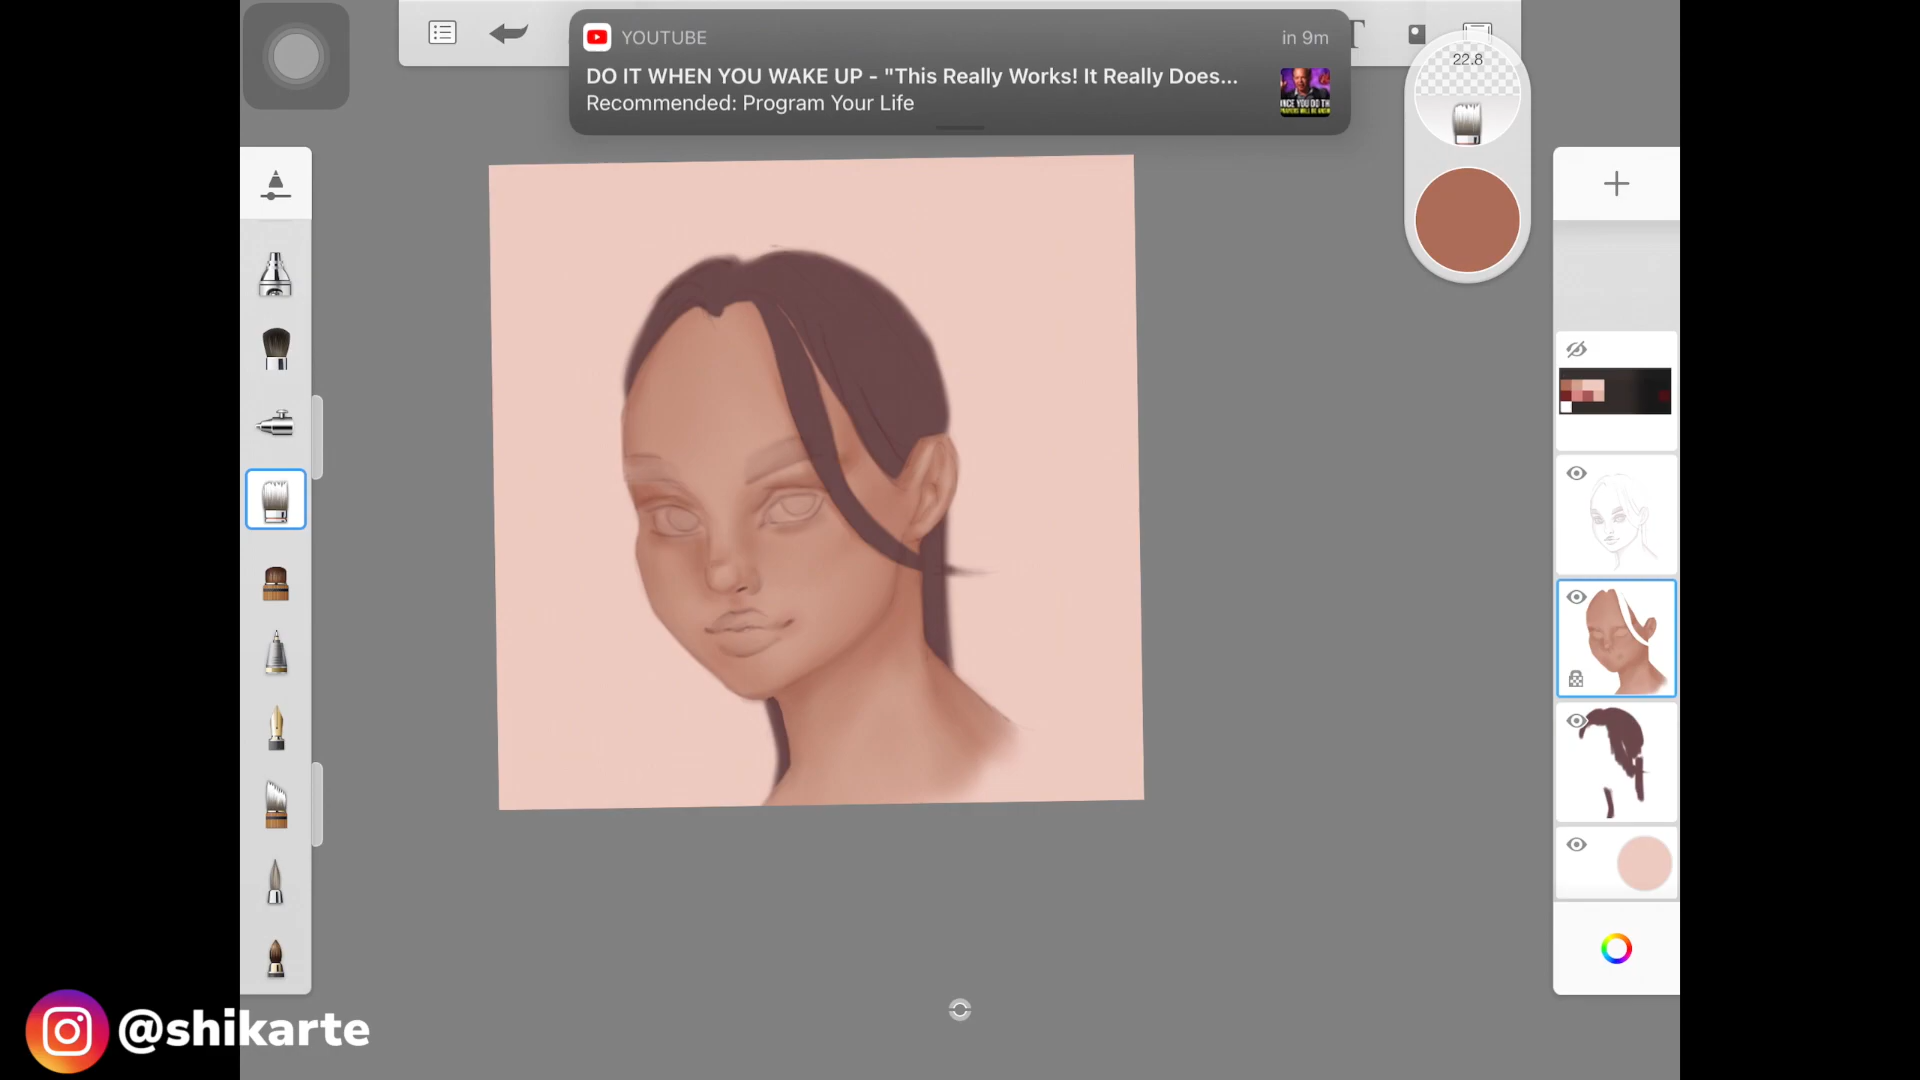 YOUTUBE
in 9m
T
DO IT WHEN YOU WAKE UP - "This Really Works! It Really Does...
Recommended: Program Your Life
22.8
@shikarte